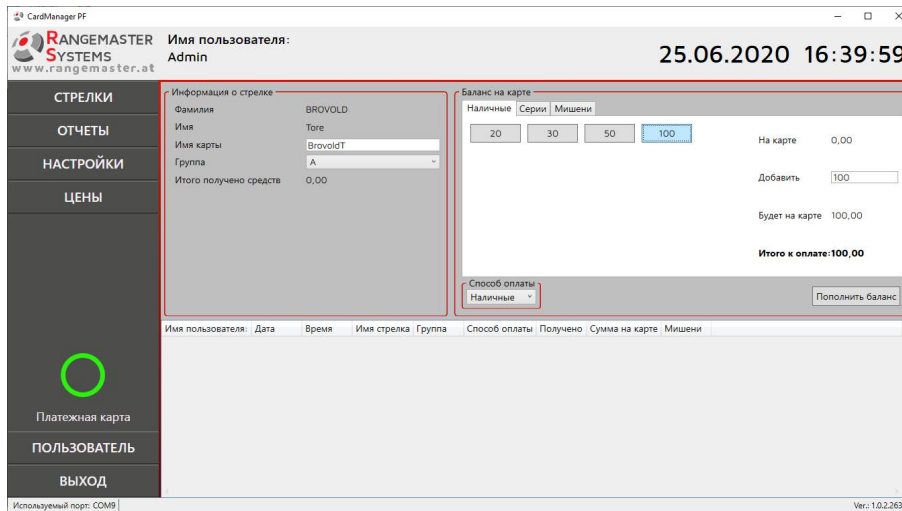 CardManager PF
RANGEMASTER
SYSTEMS
www.rangemaster.at
Имя пользователя:
Admin
25.06.2020 16:39:59
СТРЕЛКИ
ОТЧЕТЫ
НАСТРОЙКИ
ЦЕНЫ
Информация о стрелке
Фамилия BROVOLD
Имя Tore
Имя карты BrovoldT
Группа A
Итого получено средств 0,00
Баланс на карте
Наличные Серии Мишени
20 30 50 100
На карте 0,00
Добавить 100
Будет на карте 100,00
Итого к оплате:100,00
Способ оплаты
Наличные
Пополнить баланс
Имя пользователя: Дата Время Имя стрелка Группа Способ оплаты Получено Сумма на карте Мишени
Платежная карта
ПОЛЬЗОВАТЕЛЬ
ВЫХОД
Используемый порт: COM9
Ver.: 1.0.2.263